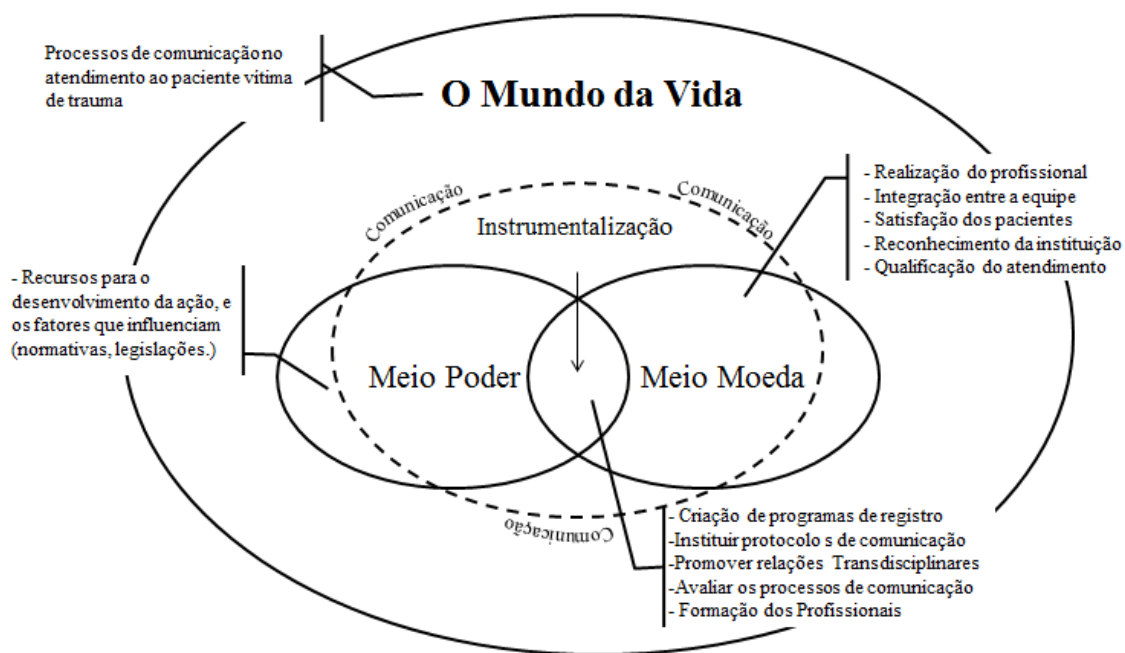 Processos de comunicação no
atendimento ao paciente vítima
de trauma
O Mundo da Vida
- Realização do profissional
- Integração entre a equipe
- Satisfação dos pacientes
- Reconhecimento da instituição
- Qualificação do atendimento
Comunicação
Comunicação
Instrumentalização
- Recursos para o
desenvolvimento da ação, e
os fatores que influenciam
(normativas, legislações.)
Meio Poder
Meio Moeda
Comunicação
- Criação de programas de registro
-Instituir protocolo s de comunicação
-Promover relações Transdisciplinares
-Avaliar os processos de comunicação
- Formação dos Profissionais